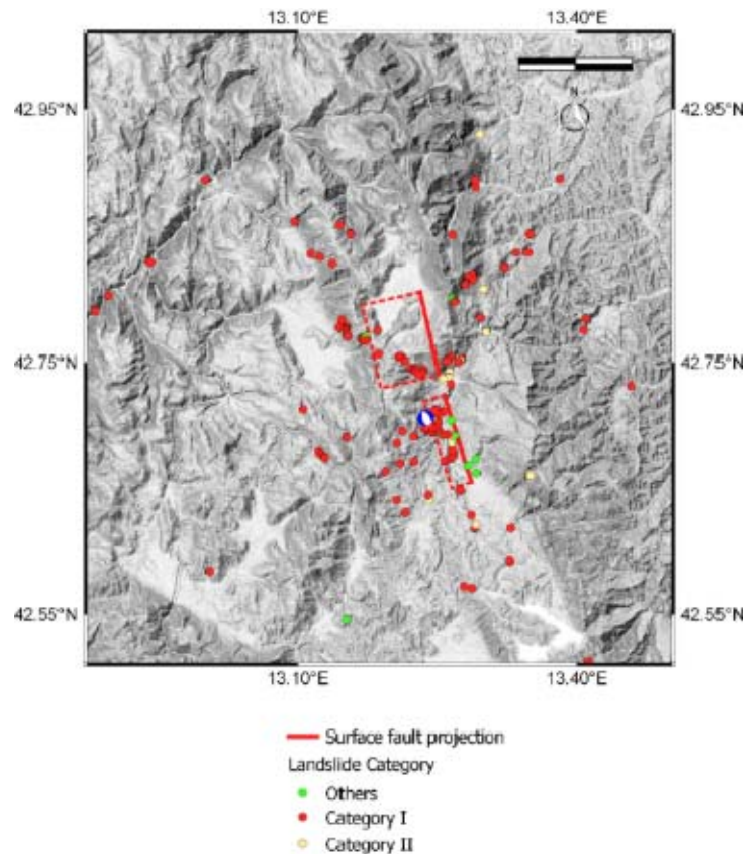 13.10°E 13.40°E
42.95°N 42.95°N
N
42.75°N 42.75°N
42.55°N 42.55°N
13.10°E 13.40°E
Surface fault projection
Landslide Category
Others
Category I
Category II